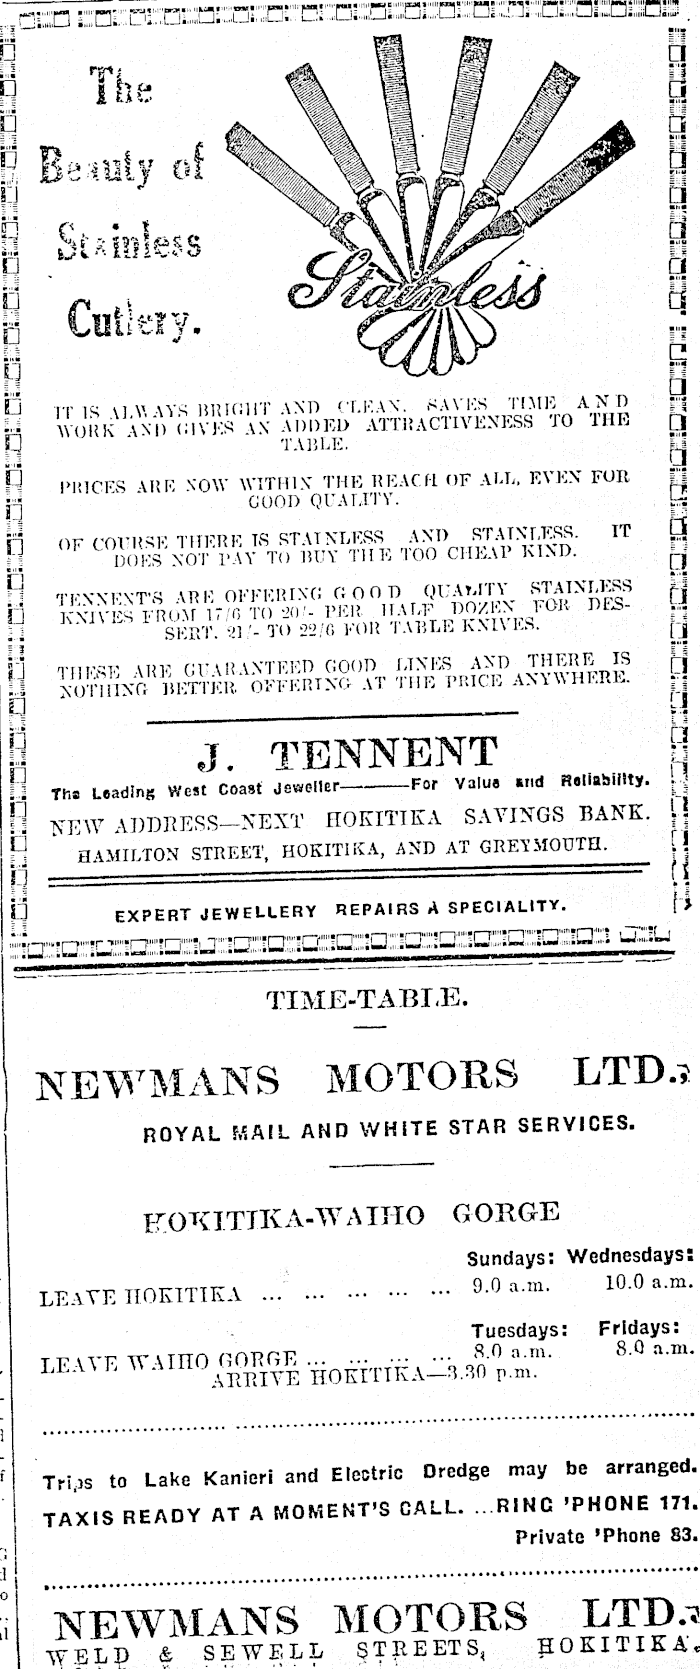 The
Beauty of
Stainless
Cutlery.
Stainless
IT IS ALWAYS BRIGHT AND CLEAN. SAVES TIME AND
WORK AND GIVES AN ADDED ATTRACTIVENESS TO THE
TABLE.
PRICES ARE NOW WITHIN THE REACH OF ALL, EVEN FOR
GOOD QUALITY.
OF COURSE THERE IS STAINLESS AND STAINLESS. IT
DOES NOT PAY TO BUY THE TOO CHEAP KIND.
TENNENT'S ARE OFFERING GOOD QUALITY STAINLESS
KNIVES FROM 17/6 TO 20/- PER HALF DOZEN FOR DES-
SERT. 21/- TO 22/6 FOR TABLE KNIVES.
THESE ARE GUARANTEED GOOD LINES AND THERE IS
NOTHING BETTER OFFERING AT THE PRICE ANYWHERE.
J. TENNENT
The Leading West Coast Jeweller———For Value and Reliability.
NEW ADDRESS—NEXT HOKITIKA SAVINGS BANK.
HAMILTON STREET, HOKITIKA, AND AT GREYMOUTH.
EXPERT JEWELLERY REPAIRS A SPECIALITY.
TIME-TABLE.
NEWMANS MOTORS LTD.,
ROYAL MAIL AND WHITE STAR SERVICES.
HOKITIKA-WAIHO GORGE
Sundays: Wednesdays:
LEAVE HOKITIKA ... ... ... ... ... 9.0 a.m. 10.0 a.m.
Tuesdays: Fridays:
LEAVE WAIHO GORGE ... ... ... ... 8.0 a.m. 8.0 a.m.
ARRIVE HOKITIKA—3.30 p.m.
Trips to Lake Kanieri and Electric Dredge may be arranged.
TAXIS READY AT A MOMENT'S CALL. ...RING 'PHONE 171.
Private 'Phone 83.
NEWMANS MOTORS LTD.,
WELD & SEWELL STREETS, HOKITIKA.